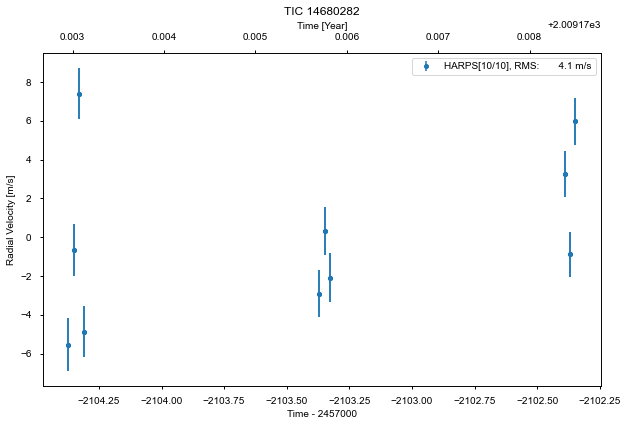 TIC 14680282
Time [Year]
+2.00917e3
0.003 0.004 0.005 0.006 0.007 0.008
HARPS[10/10], RMS: 4.1 m/s
Radial Velocity [m/s]
8
6
4
2
0
−2
−4
−6
−2104.25 −2104.00 −2103.75 −2103.50 −2103.25 −2103.00 −2102.75 −2102.50 −2102.25
Time - 2457000